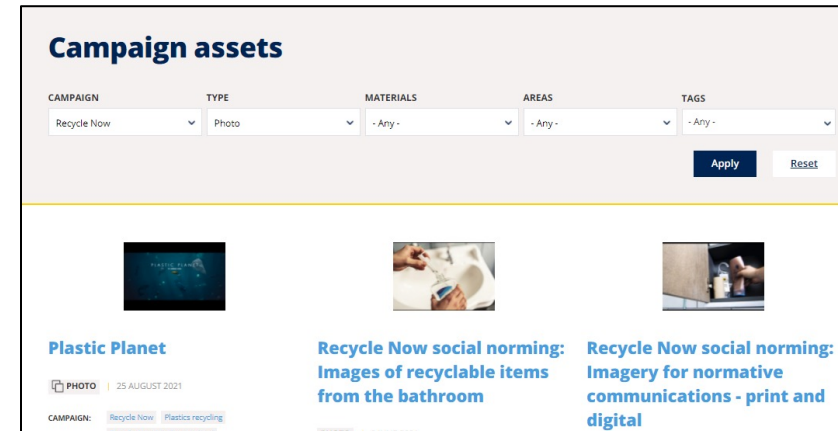 Campaign assets
CAMPAIGN TYPE MATERIALS AREAS TAGS
Recycle Now Photo - Any - - Any - - Any -
Apply Reset
PLASTIC PLANET
Plastic Planet
PHOTO | 25 AUGUST 2021
CAMPAIGN: Recycle Now Plastics recycling
Recycle Now social norming:
Images of recyclable items
from the bathroom
Recycle Now social norming:
Imagery for normative
communications - print and
digital